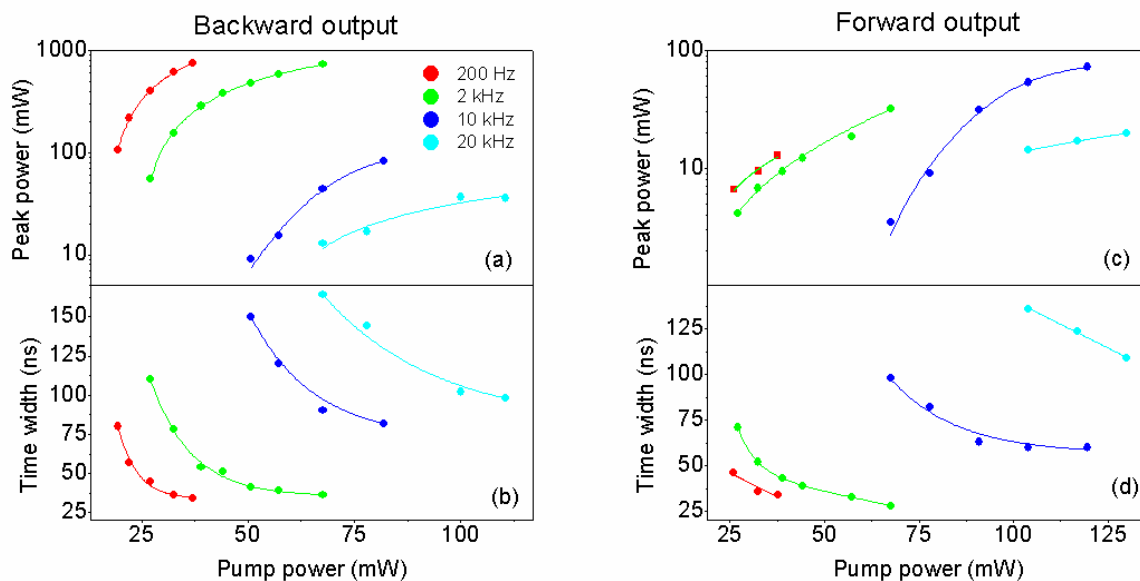 Backward output
Forward output
1000
100
10
Peak power (mW)
200 Hz
2 kHz
10 kHz
20 kHz
(a)
150
125
100
75
50
25
Time width (ns)
(b)
25 50 75 100
Pump power (mW)
100
10
Peak power (mW)
(c)
125
100
75
50
25
Time width (ns)
(d)
25 50 75 100 125
Pump power (mW)